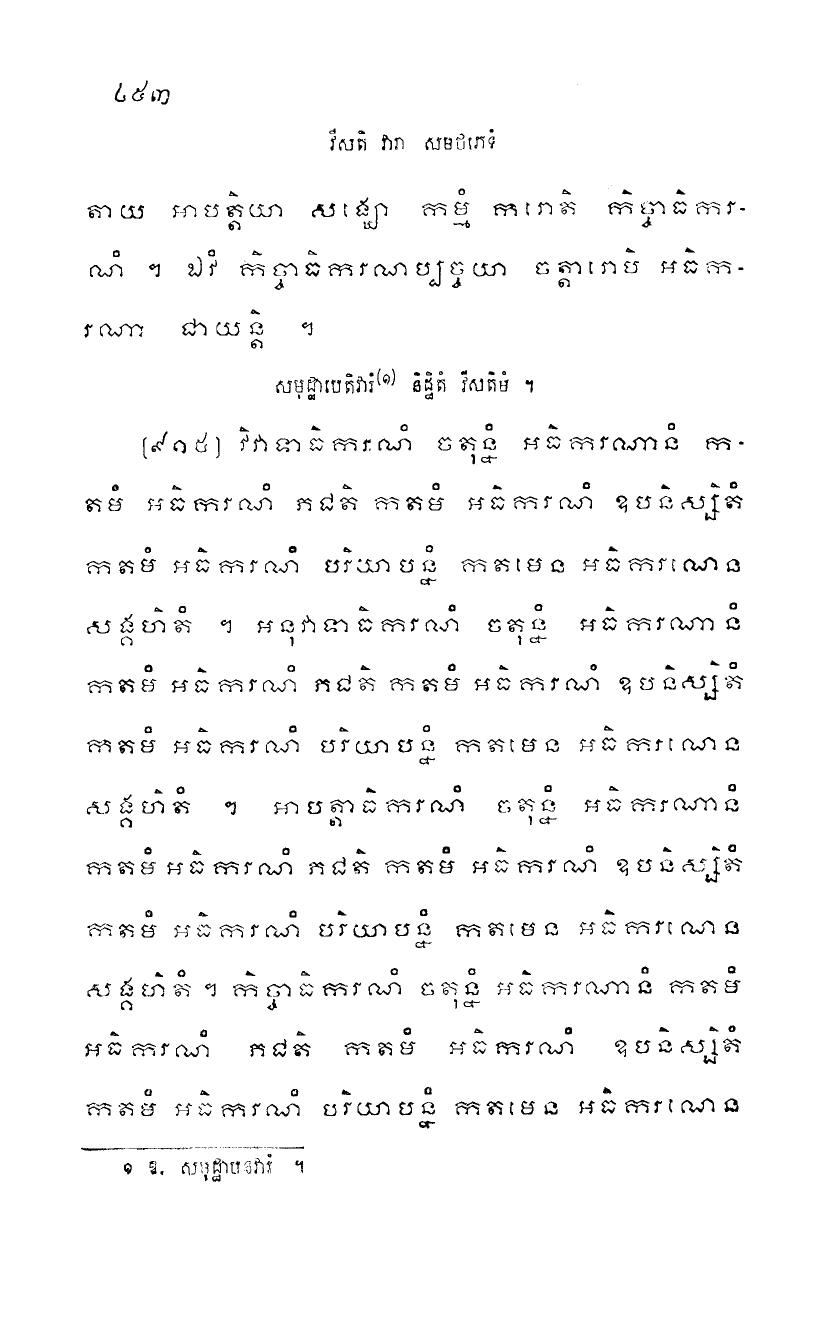 ៤៥៣
វីសតិ វារា សមថភេទំ
តាយ អាបត្តិយា សង្ឃោ កម្មំ ករោតិ កិច្ចាធិករ-
ណំ ។ ឯវំ កិច្ចាធិករណប្បច្ចយា ចត្តារោបិ អធិក-
រណា ជាយន្តិ ។
សមុដ្ឋាបេតិវារំ(១) និដ្ឋិតំ វីសតិមំ ។
[៩១៥] វិវាទាធិករណំ ចតុន្នំ អធិករណានំ ក-
តមំ អធិករណំ ភជតិ កតមំ អធិករណំ ឧបនិស្សិតំ
កតមំ អធិករណំ បរិយាបន្នំ កតមេន អធិករណេន
សង្គហិតំ ។ អនុវាទាធិករណំ ចតុន្នំ អធិករណានំ
កតមំ អធិករណំ ភជតិ កតមំ អធិករណំ ឧបនិស្សិតំ
កតមំ អធិករណំ បរិយាបន្នំ កតមេន អធិករណេន
សង្គហិតំ ។ អាបត្តាធិករណំ ចតុន្នំ អធិករណានំ
កតមំ អធិករណំ ភជតិ កតមំ អធិករណំ ឧបនិស្សិតំ
កតមំ អធិករណំ បរិយាបន្នំ កតមេន អធិករណេន
សង្គហិតំ ។ កិច្ចាធិករណំ ចតុន្នំ អធិករណានំ កតមំ
អធិករណំ ភជតិ កតមំ អធិករណំ ឧបនិស្សិតំ
កតមំ អធិករណំ បរិយាបន្នំ កតមេន អធិករណេន
១ ឱ. សមុដ្ឋាបនវារំ ។